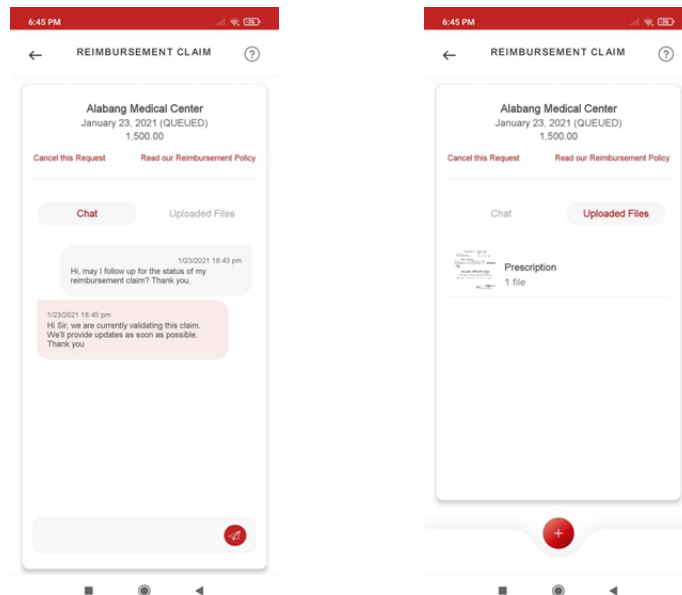 6:45 PM
REIMBURSEMENT CLAIM
?
Alabang Medical Center
January 23, 2021 (QUEUED)
1,500.00
Cancel this Request
Read our Reimbursement Policy
Chat
Uploaded Files
1/23/2021 18:43 pm
Hi, may I follow up for the status of my
reimbursement claim? Thank you.
1/23/2021 18:45 pm
Hi Sir, we are currently validating this claim.
We'll provide updates as soon as possible.
Thank you
6:45 PM
REIMBURSEMENT CLAIM
?
Alabang Medical Center
January 23, 2021 (QUEUED)
1,500.00
Cancel this Request
Read our Reimbursement Policy
Chat
Uploaded Files
Prescription
1 file